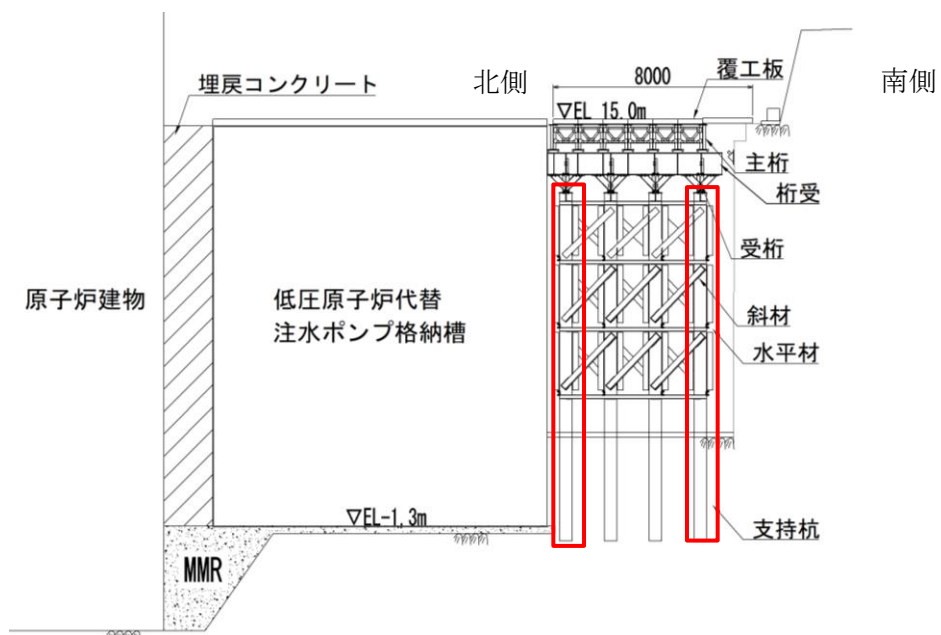 埋戻コンクリート
北側
8000
覆工板
南側
▽EL 15.0m
主桁
桁受
受桁
原子炉建物
低圧原子炉代替
注水ポンプ格納槽
斜材
水平材
▽EL-1.3m
支持杭
MMR